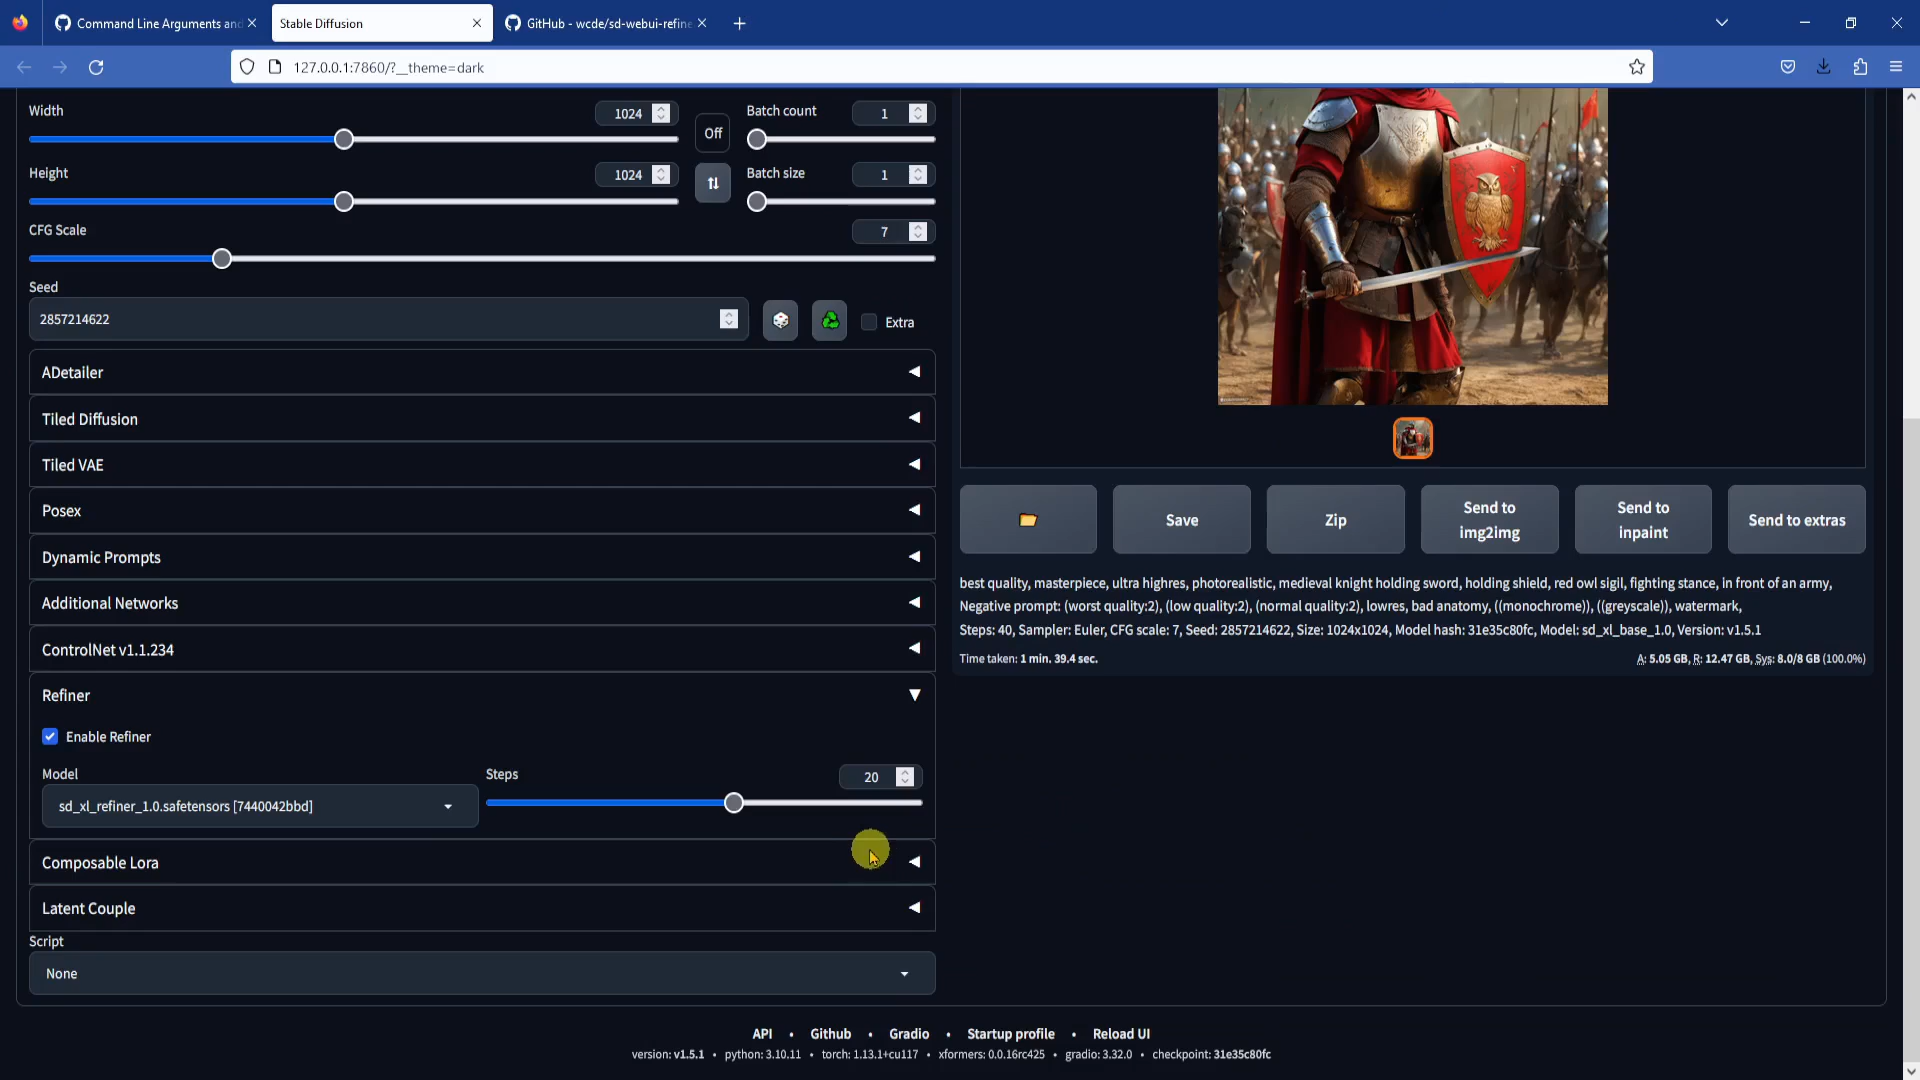 Command Line Arguments and
Stable Diffusion
GitHub - wcde/sd-webui-refine
127.0.0.1:7860/?__theme=dark
Width
1024
Off
Batch count
1
Height
1024
Batch size
1
CFG Scale
7
Seed
2857214622
Extra
ADetailer
Tiled Diffusion
Tiled VAE
Posex
Dynamic Prompts
Additional Networks
ControlNet v1.1.234
Refiner
Enable Refiner
Model
Steps
20
sd_xl_refiner_1.0.safetensors [7440042bbd]
Composable Lora
Latent Couple
Script
None
Save
Zip
Send to
img2img
Send to
inpaint
Send to extras
best quality, masterpiece, ultra highres, photorealistic, medieval knight holding sword, holding shield, red owl sigil, fighting stance, in front of an army,
Negative prompt: (worst quality:2), (low quality:2), (normal quality:2), lowres, bad anatomy, ((monochrome)), ((greyscale)), watermark,
Steps: 40, Sampler: Euler, CFG scale: 7, Seed: 2857214622, Size: 1024x1024, Model hash: 31e35c80fc, Model: sd_xl_base_1.0, Version: v1.5.1
Time taken: 1 min. 39.4 sec.
A: 5.05 GB, R: 12.47 GB, Sys: 8.0/8 GB (100.0%)
API • Github • Gradio • Startup profile • Reload UI
version: v1.5.1 • python: 3.10.11 • torch: 1.13.1+cu117 • xformers: 0.0.16rc425 • gradio: 3.32.0 • checkpoint: 31e35c80fc